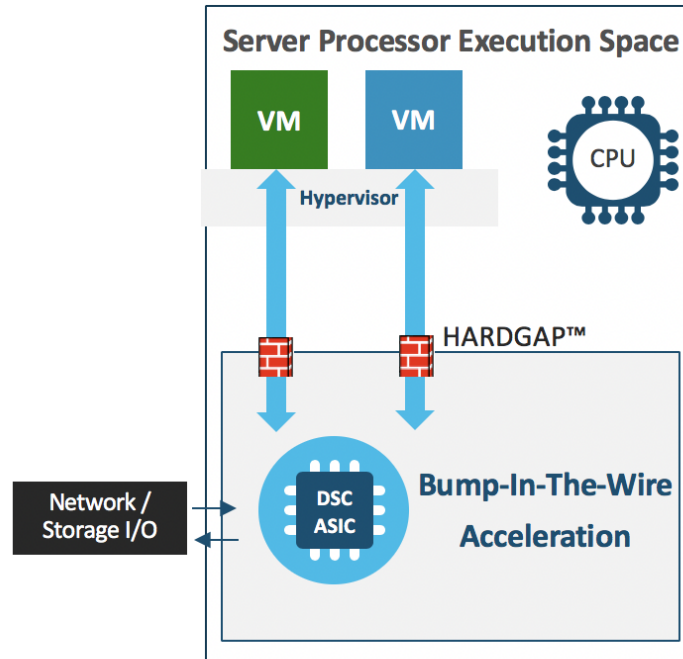 Server Processor Execution Space
VM
VM
CPU
Hypervisor
HARDGAP™
Network /
Storage I/O
DSC
ASIC
Bump-In-The-Wire
Acceleration